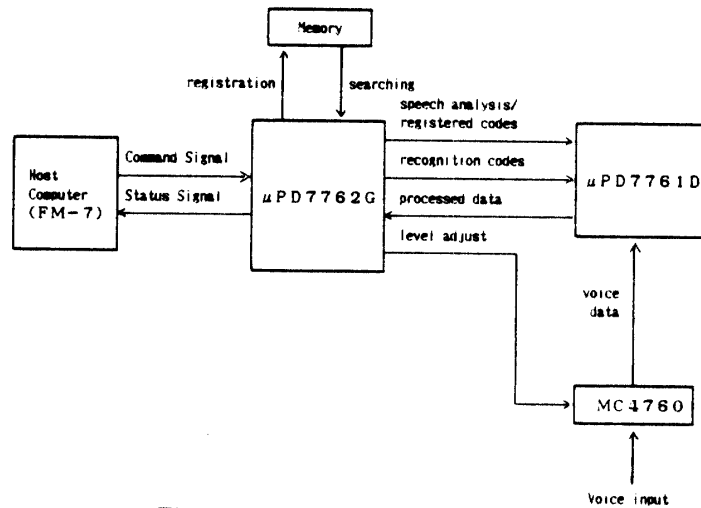 Memory
registration
searching
speech analysis/
registered codes
Host
Computer
(FM-7)
Command Signal
Status Signal
μPD7762G
recognition codes
processed data
level adjust
μPD7761D
voice
data
MC4760
Voice input